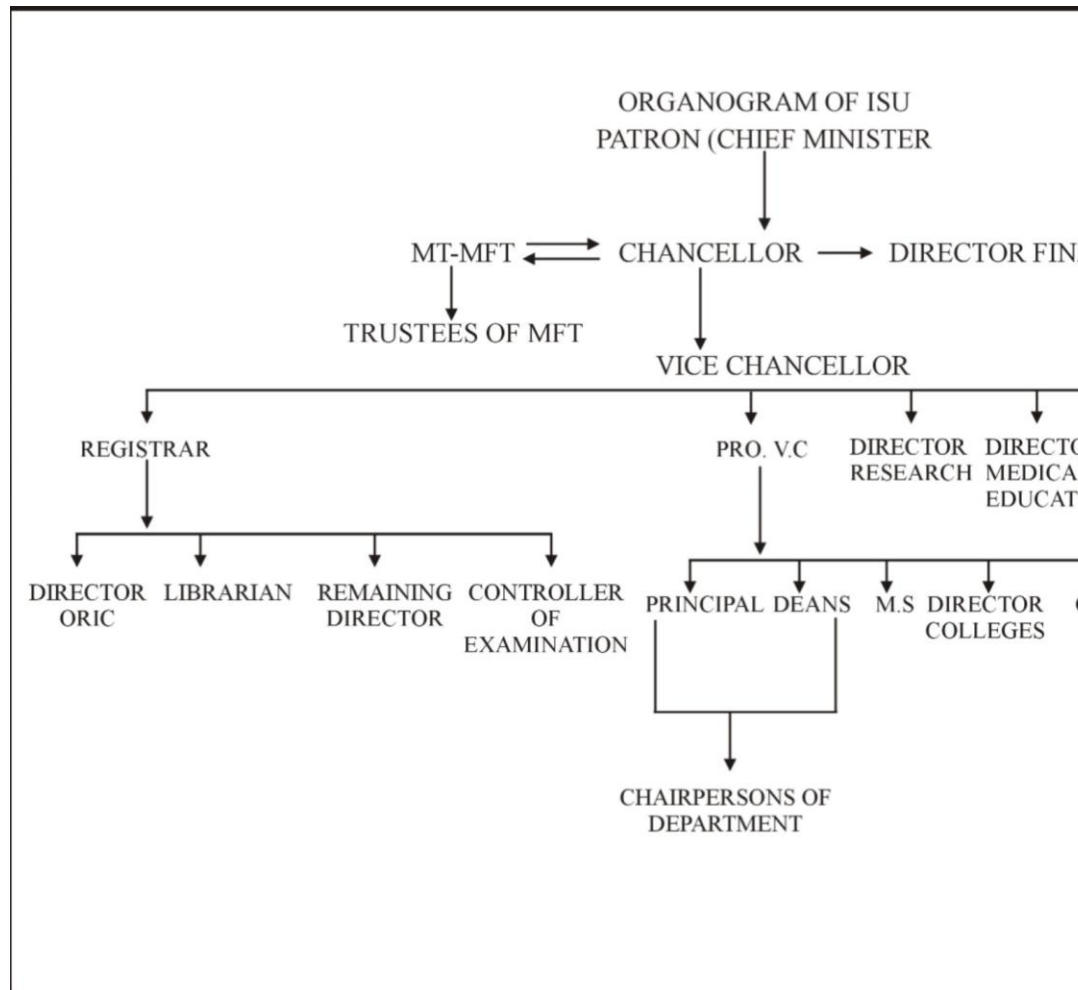 ORGANOGRAM OF ISU
PATRON (CHIEF MINISTER
MT-MFT
CHANCELLOR
DIRECTOR
TRUSTEES OF MFT
VICE CHANCELLOR
REGISTRAR
PRO. V.C
DIRECTOR
RESEARCH
DIRECTOR
ORIC
LIBRARIAN
REMAINING
DIRECTOR
CONTROLLER
OF
EXAMINATION
PRINCIPAL
DEANS
M.S
DIRECTOR
COLLEGES
CHAIRPERSONS OF
DEPARTMENT